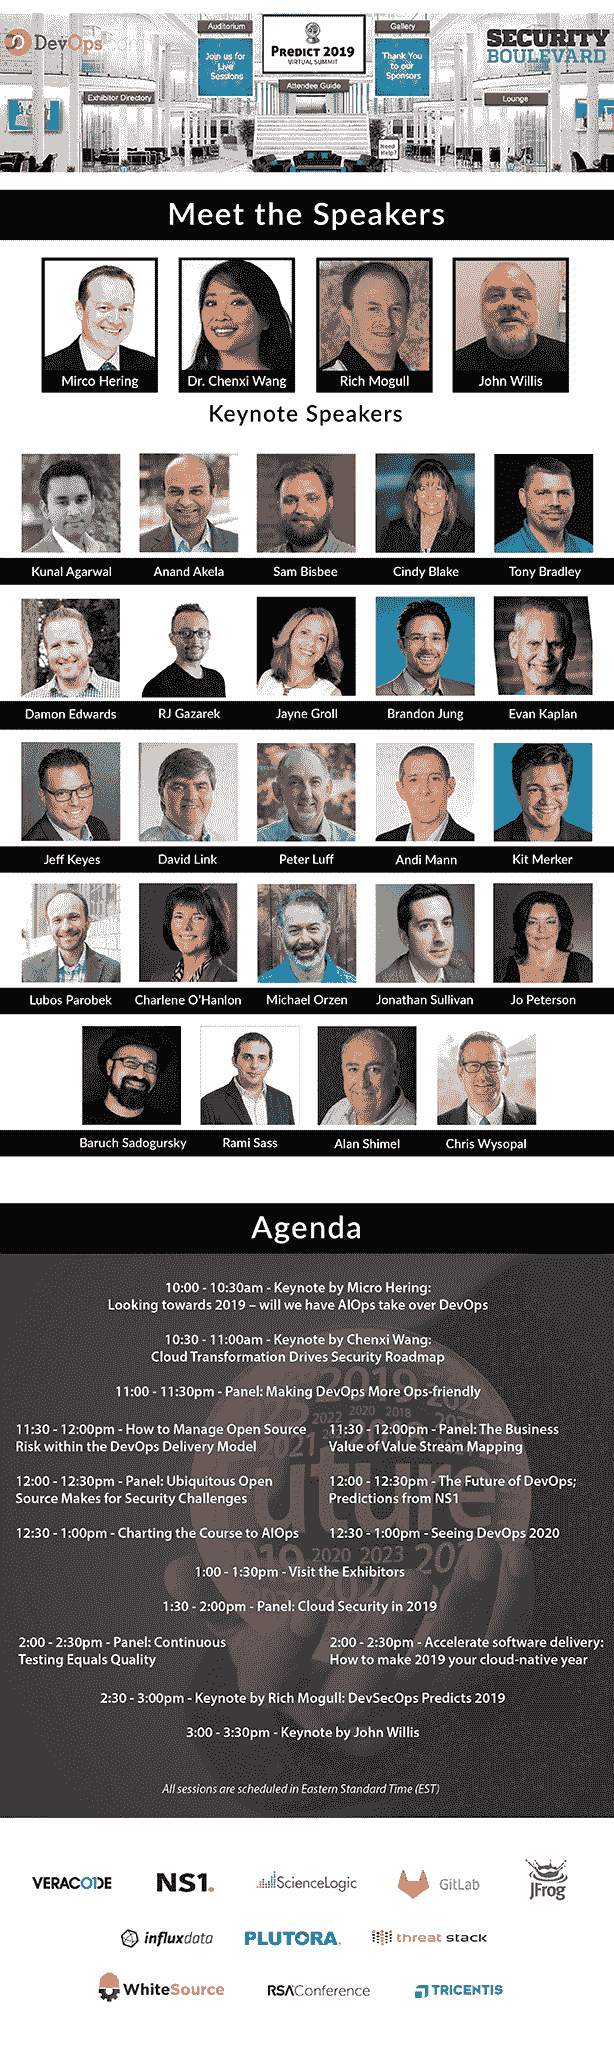 DevOps.com
Auditorium
Gallery
SECURITY
BOULEVARD
Join us for
Live
Sessions
PREDICT 2019
VIRTUAL SUMMIT
Thank You
to our
Sponsors
Attendee Guide
Exhibitor Directory
Lounge
Need
Help?
Meet the Speakers
Mirco Hering
Dr. Chenxi Wang
Rich Mogull
John Willis
Keynote Speakers
Kunal Agarwal
Anand Akela
Sam Bisbee
Cindy Blake
Tony Bradley
Damon Edwards
RJ Gazarek
Jayne Groll
Brandon Jung
Evan Kaplan
Jeff Keyes
David Link
Peter Luff
Andi Mann
Kit Merker
Lubos Parobek
Charlene O'Hanlon
Michael Orzen
Jonathan Sullivan
Jo Peterson
Baruch Sadogursky
Rami Sass
Alan Shimel
Chris Wysopal
Agenda
10:00 - 10:30am - Keynote by Micro Hering:
Looking towards 2019 – will we have AIOps take over DevOps
10:30 - 11:00am - Keynote by Chenxi Wang:
Cloud Transformation Drives Security Roadmap
11:00 - 11:30pm - Panel: Making DevOps More Ops-friendly
11:30 - 12:00pm - How to Manage Open Source
Risk within the DevOps Delivery Model
11:30 - 12:00pm - Panel: The Business
Value of Value Stream Mapping
12:00 - 12:30pm - Panel: Ubiquitous Open
Source Makes for Security Challenges
12:00 - 12:30pm - The Future of DevOps;
Predictions from NS1
12:30 - 1:00pm - Charting the Course to AIOps
12:30 - 1:00pm - Seeing DevOps 2020
1:00 - 1:30pm - Visit the Exhibitors
1:30 - 2:00pm - Panel: Cloud Security in 2019
2:00 - 2:30pm - Panel: Continuous
Testing Equals Quality
2:00 - 2:30pm - Accelerate software delivery:
How to make 2019 your cloud-native year
2:30 - 3:00pm - Keynote by Rich Mogull: DevSecOps Predicts 2019
3:00 - 3:30pm - Keynote by John Willis
All sessions are scheduled in Eastern Standard Time (EST)
2019
2022 2020 2018
2021
uture
2019 2020 2023
VERACODE
NS1.
ScienceLogic
GitLab
JFrog
influxdata
PLUTORA
threat stack
WhiteSource
RSAConference
TRICENTIS